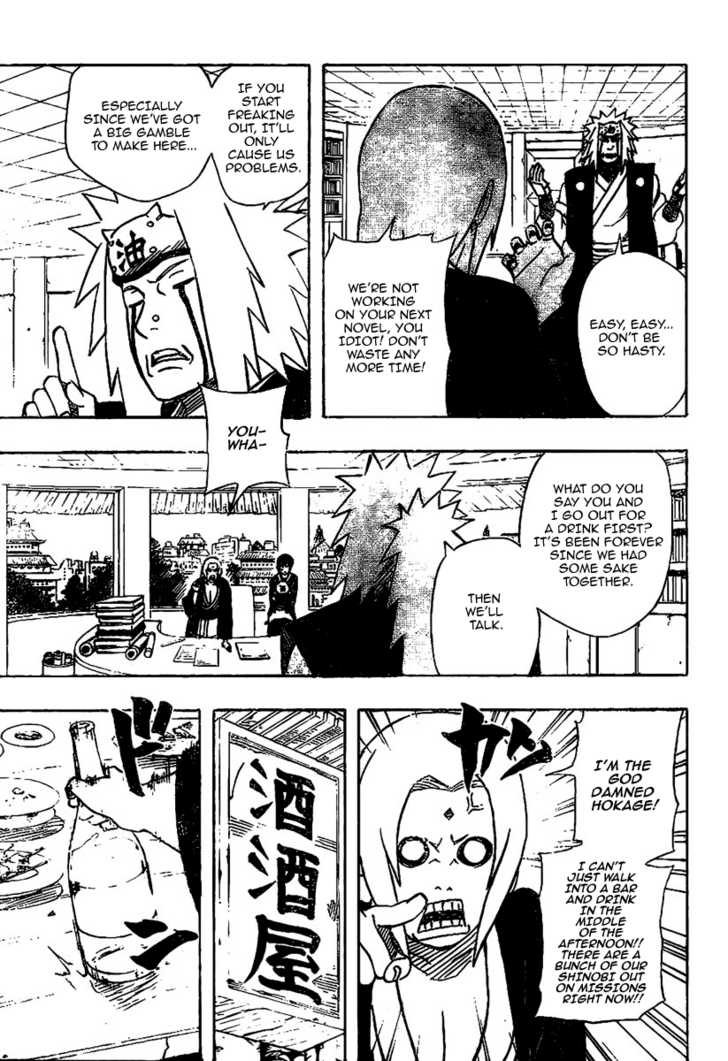 EASY, EASY...
DON'T BE
SO HASTY.
WE'RE NOT
WORKING
ON YOUR NEXT
NOVEL, YOU
IDIOT! DON'T
WASTE ANY
MORE TIME!
IF YOU
START
FREAKING
OUT, IT'LL
ONLY
CAUSE US
PROBLEMS.
ESPECIALLY
SINCE WE'VE GOT
A BIG GAMBLE
TO MAKE HERE...
油
YOU-
WHA-
WHAT DO YOU
SAY YOU AND
I GO OUT FOR
A DRINK FIRST?
IT'S BEEN FOREVER
SINCE WE HAD
SOME SAKE
TOGETHER.
THEN
WE'LL
TALK.
I'M THE
GOD
DAMNED
HOKAGE!
I CAN'T
JUST WALK
INTO A BAR
AND DRINK
IN THE
MIDDLE
OF THE
AFTERNOON!!
THERE ARE A
BUNCH OF OUR
SHINOBI OUT
ON MISSIONS
RIGHT NOW!!
ガッ
酒酒屋
ドン